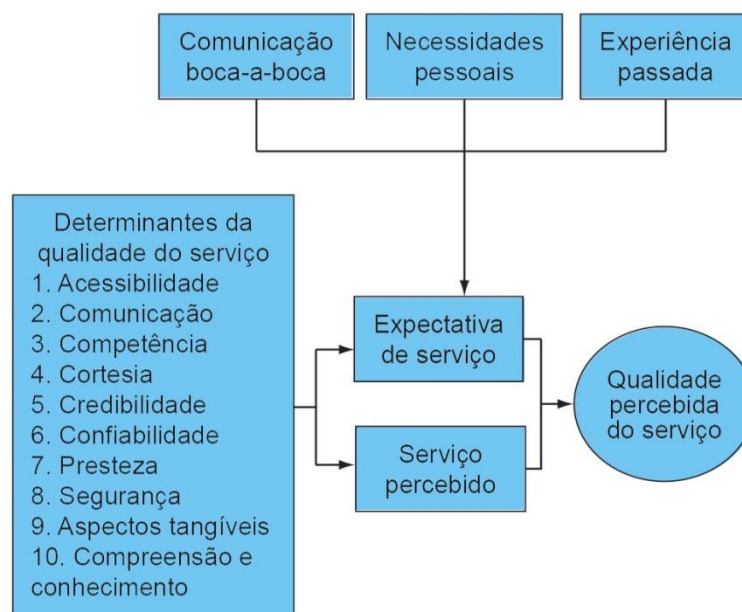 Comunicação
boca-a-boca
Necessidades
pessoais
Experiência
passada
Determinantes da
qualidade do serviço
1. Acessibilidade
2. Comunicação
3. Competência
4. Cortesia
5. Credibilidade
6. Confiabilidade
7. Presteza
8. Segurança
9. Aspectos tangíveis
10. Compreensão e
conhecimento
Expectativa
de serviço
Serviço
percebido
Qualidade
percebida
do serviço